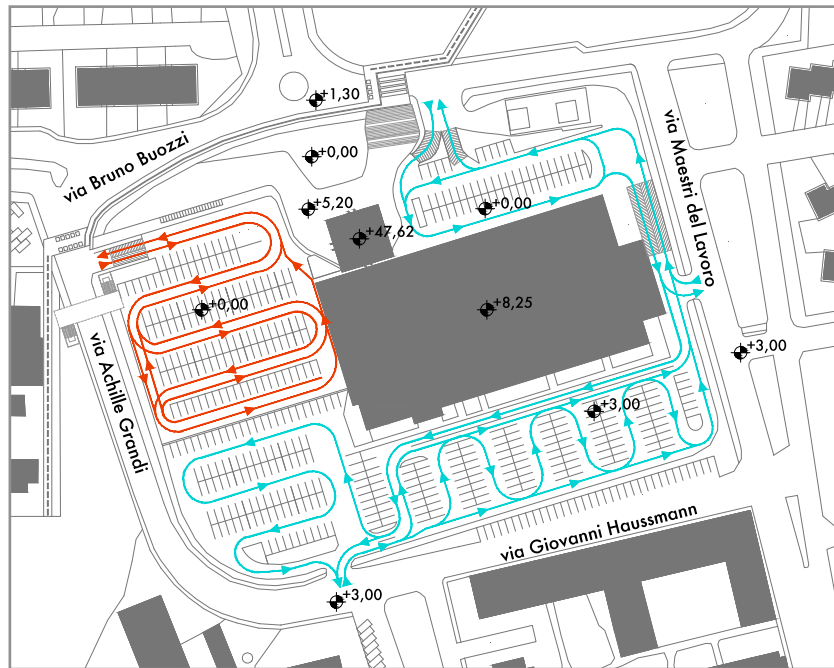 +1,30
via Bruno Buozzi
+0,00
via Maestri del Lavoro
+5,20
+0,00
+47,62
+0,00
+8,25
via Achille Grandi
+3,00
+3,00
via Giovanni Haussmann
+3,00